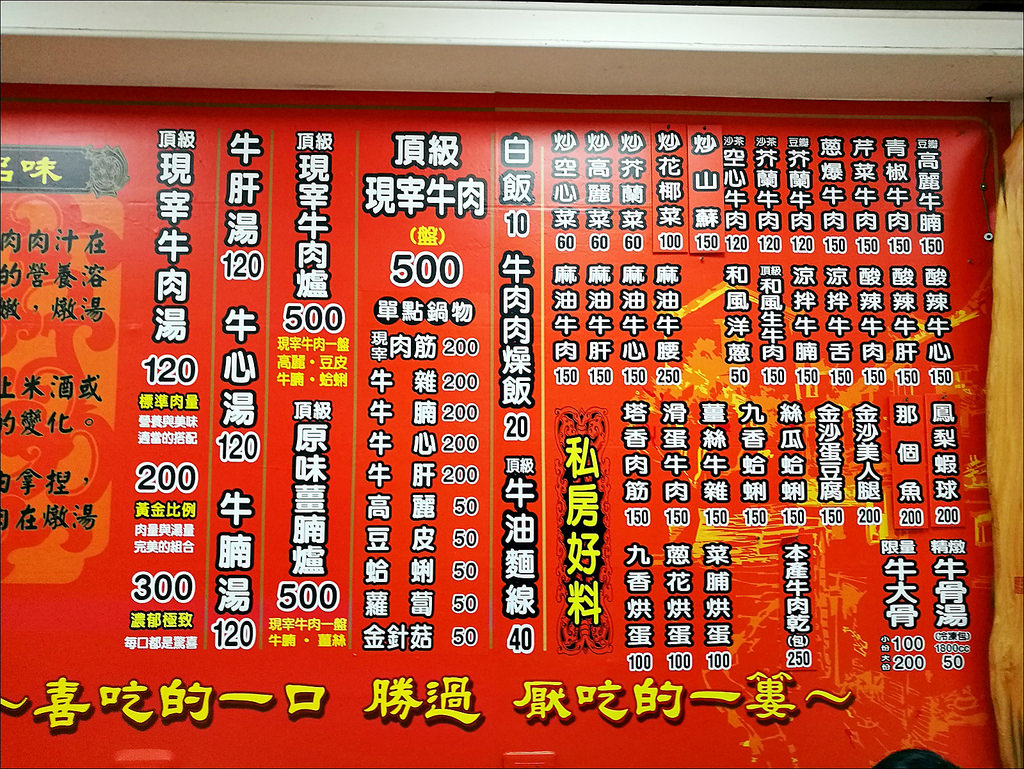 招味
肉肉汁在
的營養溶
嫩，燉湯
上米酒或
的變化。
肉拿捏，
肉在燉湯
頂級
現宰牛肉湯
120
標準肉量
營養與美味
適當的搭配
200
黃金比例
肉量與湯量
完美的組合
300
濃郁極致
每口都是驚喜
牛肝湯
120
牛心湯
120
牛腩湯
120
頂級
現宰牛肉爐
500
現宰牛肉一盤
高麗·豆皮
牛腩·蛤蜊
頂級
原味薑腩爐
500
現宰牛肉一盤
牛腩·薑絲
頂級
現宰牛肉
(盤)
500
單點鍋物
現宰肉筋 200
牛雜 200
牛腩 200
牛心 200
牛肝 200
高麗 50
豆皮 50
蛤蜊 50
蘿蔔 50
金針菇 50
白飯
10
牛肉肉燥飯
20
頂級
牛油麵線
40
炒空心菜
60
炒高麗菜
60
炒芥蘭菜
60
炒花椰菜
100
炒山蘇
150
沙茶空心牛肉
120
沙茶芥蘭牛肉
120
豆瓣芥蘭牛肉
120
蔥爆牛肉
150
芹菜牛肉
150
青椒牛肉
150
豆瓣高麗牛腩
150
麻油牛肉
150
麻油牛肝
150
麻油牛心
150
麻油牛腰
250
和風洋蔥
50
頂級和風生牛肉
150
涼拌牛腩
150
涼拌牛舌
150
酸辣牛肉
150
酸辣牛肝
150
酸辣牛心
150
私房好料
塔香肉筋
150
滑蛋牛肉
150
薑絲牛雜
150
九香蛤蜊
150
絲瓜蛤蜊
150
金沙蛋豆腐
150
金沙美人腿
200
那個魚
200
鳳梨蝦球
200
九香烘蛋
100
蔥花烘蛋
100
菜脯烘蛋
100
本產牛肉乾(包)
250
限量
牛大骨
小份100
大份200
精燉
牛骨湯
(冷凍包)
1800cc
50
～喜吃的一口 勝過 厭吃的一簍～